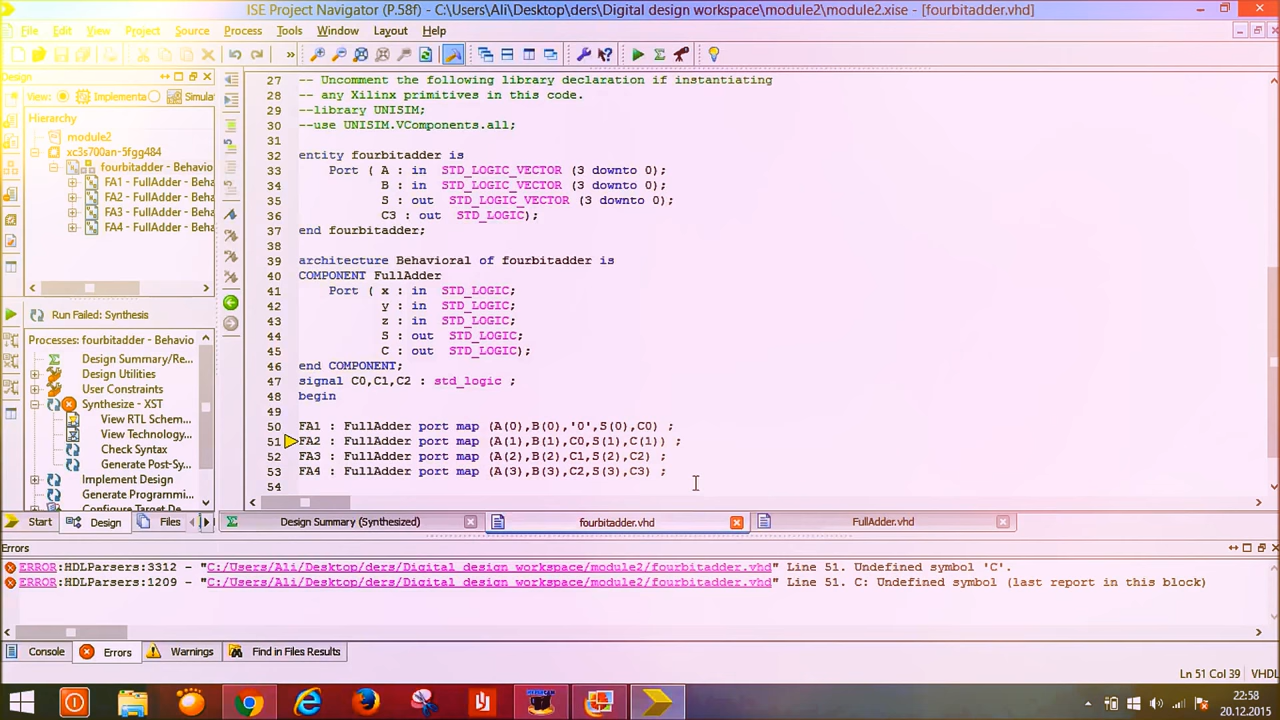 ISE Project Navigator (P.58f) - C:\Users\Ali\Desktop\ders\Digital design workspace\module2\module2.xise - [fourbitadder.vhd]
File Edit View Project Source Process Tools Window Layout Help
Design
View: Implementa Simulat
Hierarchy
module2
xc3s700an-5fgg484
fourbitadder - Behavio
FA1 - FullAdder - Beha
FA2 - FullAdder - Beha
FA3 - FullAdder - Beha
FA4 - FullAdder - Beha
Run Failed: Synthesis
Processes: fourbitadder - Behavio
Design Summary/Re
Design Utilities
User Constraints
Synthesize - XST
View RTL Schem...
View Technology...
Check Syntax
Generate Post-Sy...
Implement Design
Generate Programmi...
Configure Target De...
Start Design Files
27 -- Uncomment the following library declaration if instantiating
28 -- any Xilinx primitives in this code.
29 --library UNISIM;
30 --use UNISIM.VComponents.all;
31
32 entity fourbitadder is
33 Port ( A : in STD_LOGIC_VECTOR (3 downto 0);
34 B : in STD_LOGIC_VECTOR (3 downto 0);
35 S : out STD_LOGIC_VECTOR (3 downto 0);
36 C3 : out STD_LOGIC);
37 end fourbitadder;
38
39 architecture Behavioral of fourbitadder is
40 COMPONENT FullAdder
41 Port ( x : in STD_LOGIC;
42 y : in STD_LOGIC;
43 z : in STD_LOGIC;
44 S : out STD_LOGIC;
45 C : out STD_LOGIC);
46 end COMPONENT;
47 signal C0,C1,C2 : std_logic ;
48 begin
49
50 FA1 : FullAdder port map (A(0),B(0),'0',S(0),C0) ;
51 FA2 : FullAdder port map (A(1),B(1),C0,S(1),C(1)) ;
52 FA3 : FullAdder port map (A(2),B(2),C1,S(2),C2) ;
53 FA4 : FullAdder port map (A(3),B(3),C2,S(3),C3) ;
54
Design Summary (Synthesized) fourbitadder.vhd FullAdder.vhd
Errors
ERROR:HDLParsers:3312 - "C:/Users/Ali/Desktop/ders/Digital design workspace/module2/fourbitadder.vhd" Line 51. Undefined symbol 'C'.
ERROR:HDLParsers:1209 - "C:/Users/Ali/Desktop/ders/Digital design workspace/module2/fourbitadder.vhd" Line 51. C: Undefined symbol (last report in this block)
Console Errors Warnings Find in Files Results
Ln 51 Col 39 VHDL
22:58
20.12.2015